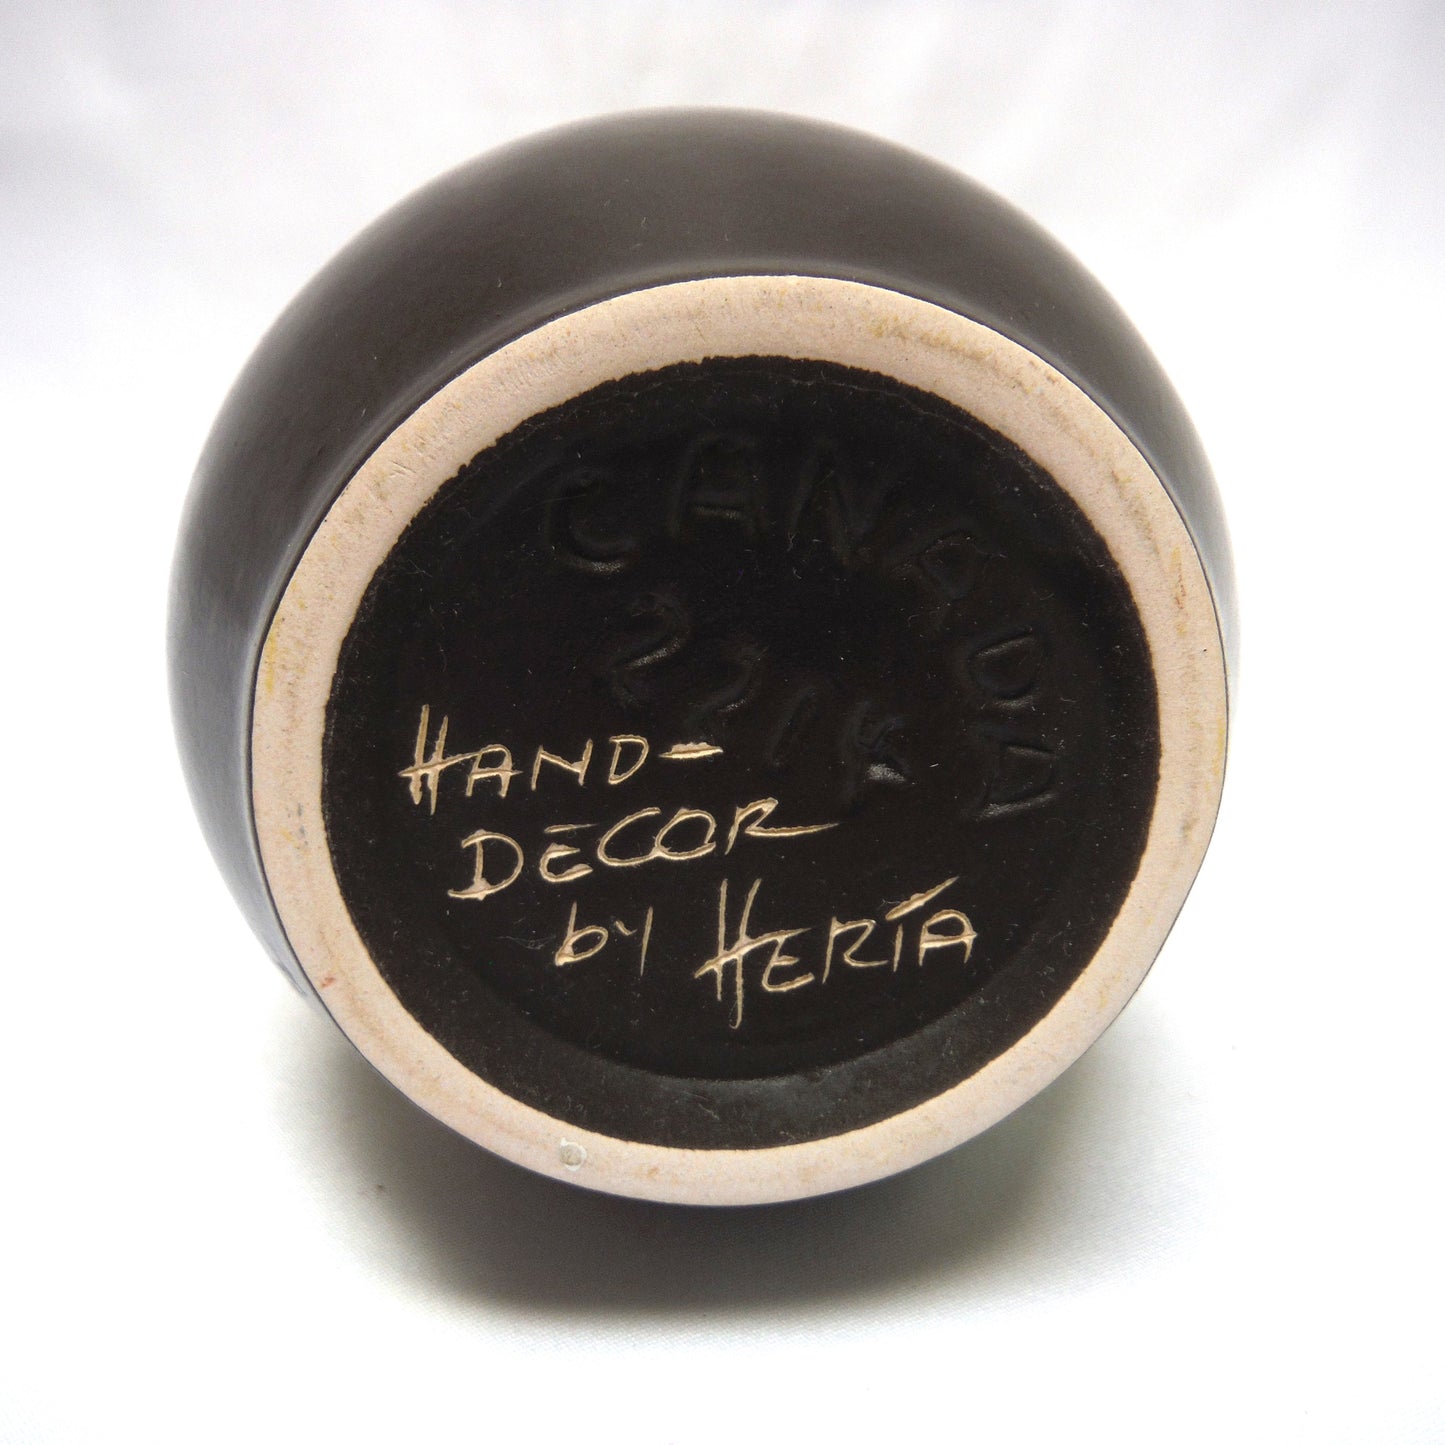 CANADA
221K
HAND-
DECOR
by HERTA